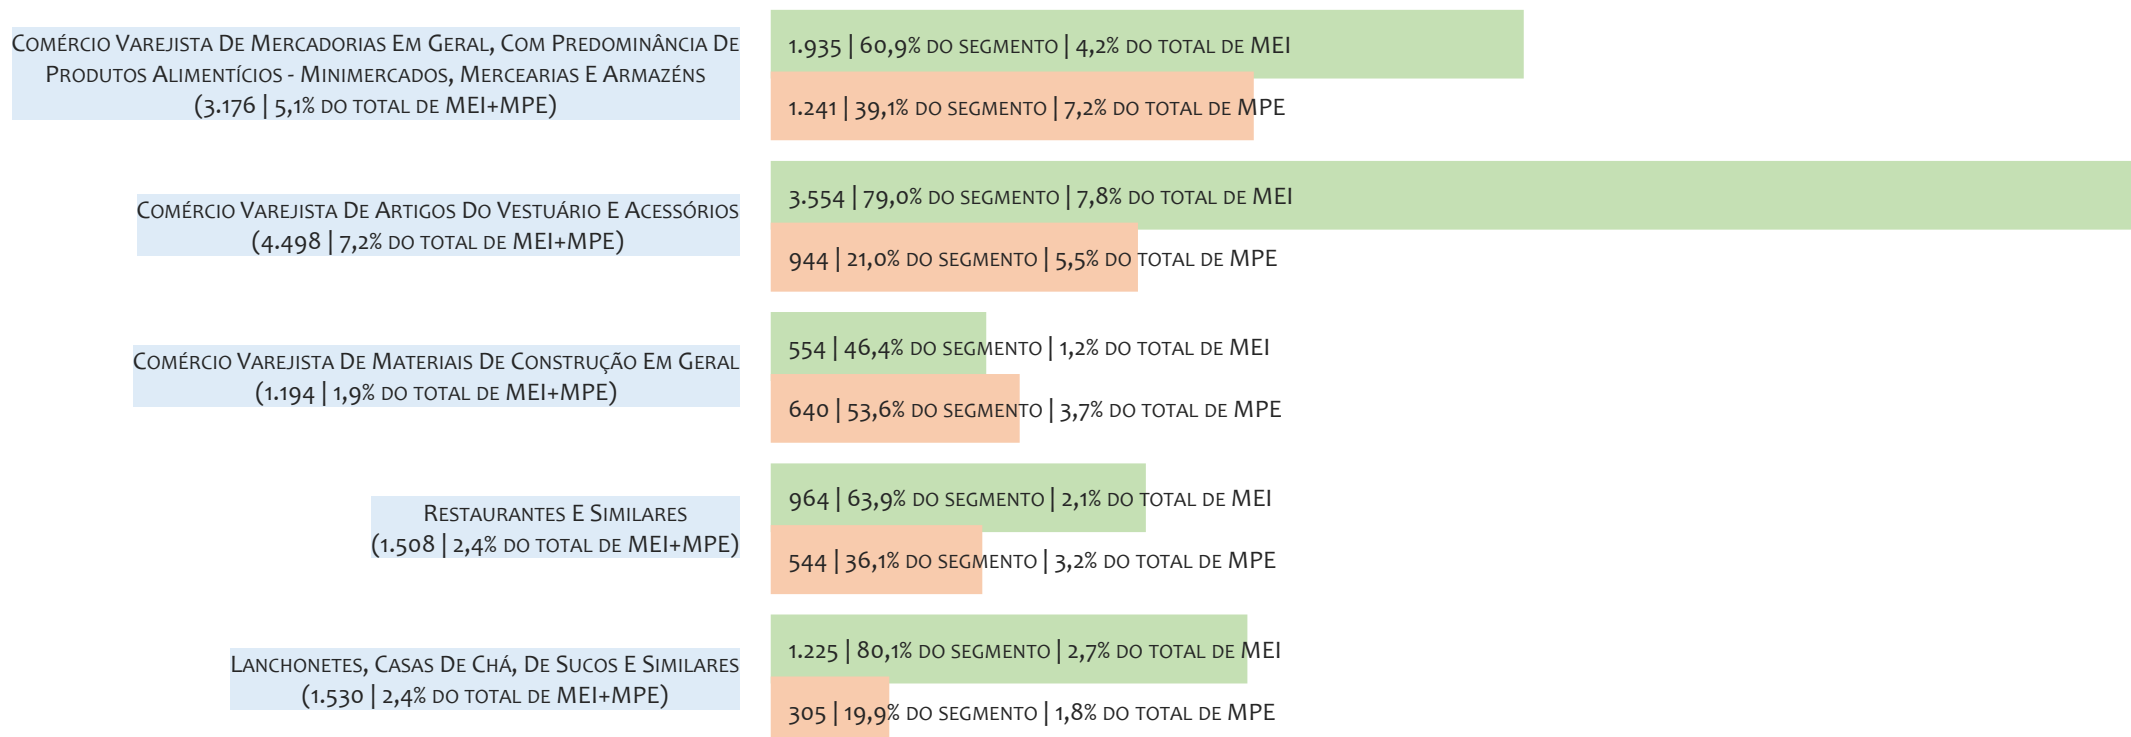 Comércio Varejista De Mercadorias Em Geral, Com Predominância De
Produtos Alimentícios - Minimercados, Mercearias E Armazéns
(3.176 | 5,1% do total de MEI+MPE)
1.935 | 60,9% do segmento | 4,2% do total de MEI
1.241 | 39,1% do segmento | 7,2% do total de MPE
Comércio Varejista De Artigos Do Vestuário E Acessórios
(4.498 | 7,2% do total de MEI+MPE)
3.554 | 79,0% do segmento | 7,8% do total de MEI
944 | 21,0% do segmento | 5,5% do total de MPE
Comércio Varejista De Materiais De Construção Em Geral
(1.194 | 1,9% do total de MEI+MPE)
554 | 46,4% do segmento | 1,2% do total de MEI
640 | 53,6% do segmento | 3,7% do total de MPE
Restaurantes E Similares
(1.508 | 2,4% do total de MEI+MPE)
964 | 63,9% do segmento | 2,1% do total de MEI
544 | 36,1% do segmento | 3,2% do total de MPE
Lanchonetes, Casas De Chá, De Sucos E Similares
(1.530 | 2,4% do total de MEI+MPE)
1.225 | 80,1% do segmento | 2,7% do total de MEI
305 | 19,9% do segmento | 1,8% do total de MPE